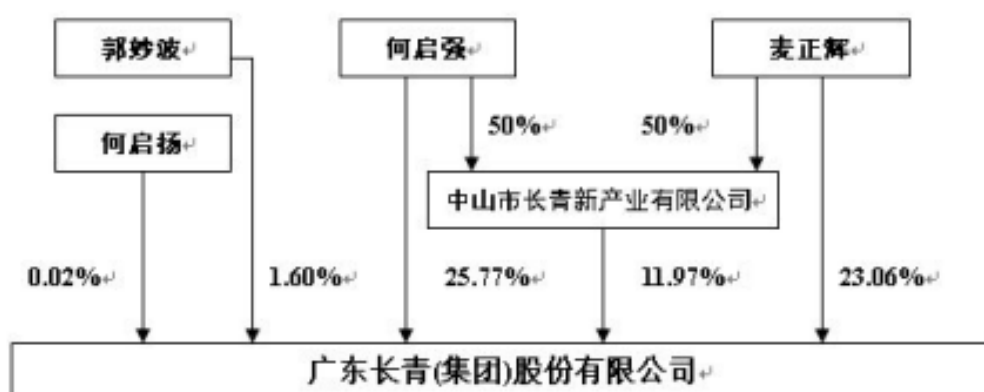 郭妙波
何启强
麦正辉
何启扬
50%
50%
中山市长青新产业有限公司
0.02%
1.60%
25.77%
11.97%
23.06%
广东长青(集团)股份有限公司